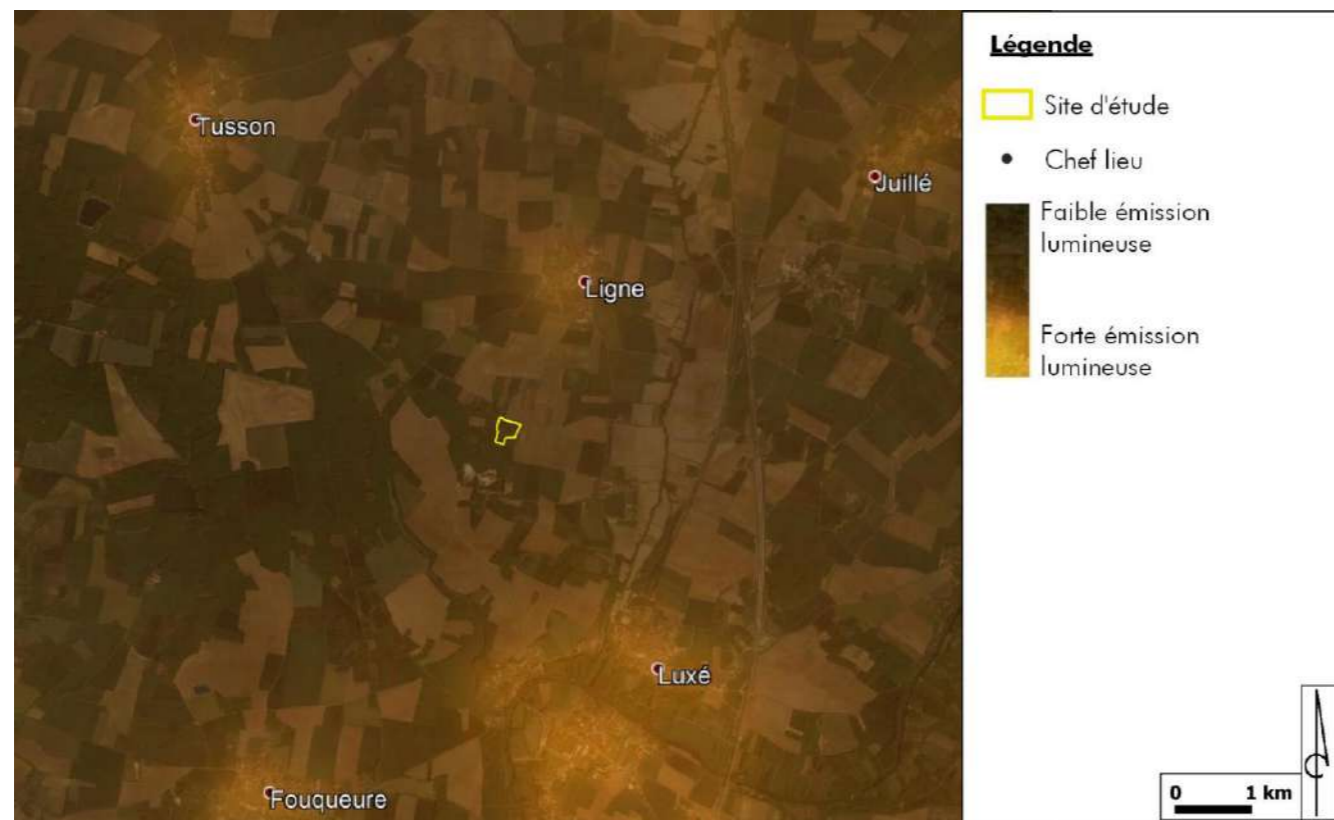 Tusson
Juillé
Ligne
Luxé
Fouqueure
Légende
Site d'étude
Chef lieu
Faible émission
lumineuse
Forte émission
lumineuse
0 1 km